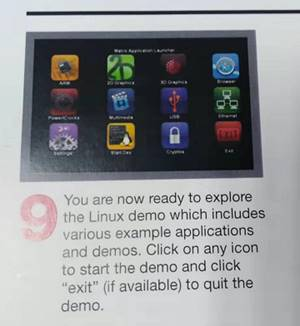 Matrix Application Launcher
ARM 2D Graphics 3D Graphics Browser
PowerClocks Multimedia USB Ethernet
Settings Start Dev Cryptos Exit
9
You are now ready to explore
the Linux demo which includes
various example applications
and demos. Click on any icon
to start the demo and click
“exit” (if available) to quit the
demo.